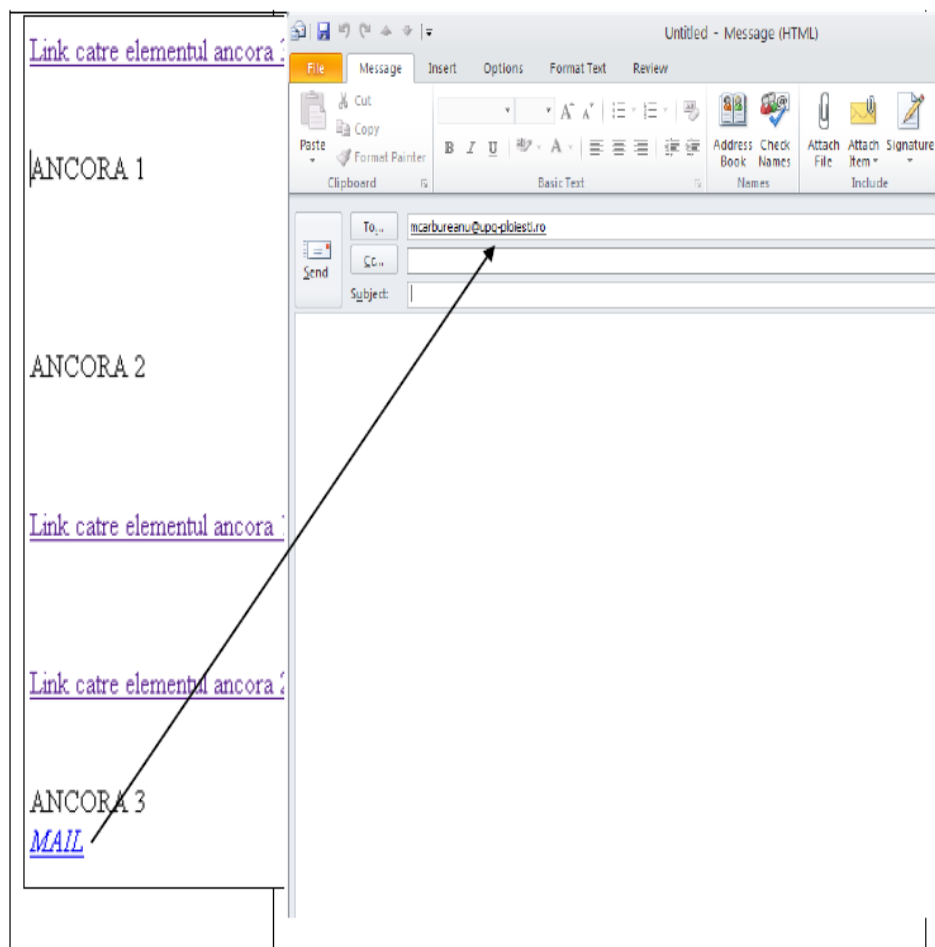 Link catre elementul ancora
ANCORA 1
ANCORA 2
Link catre elementul ancora
Link catre elementul ancora 2
ANCORA 3
MAIL
Untitled - Message (HTML)
File Message Insert Options Format Text Review
Paste
Cut
Copy
Format Painter
Clipboard
B I U
Basic Text
Address Book
Check Names
Names
Attach File
Attach Item
Signature
Include
Send
To...
mcarbureanu@upg-ploiesti.ro
Cc...
Subject: